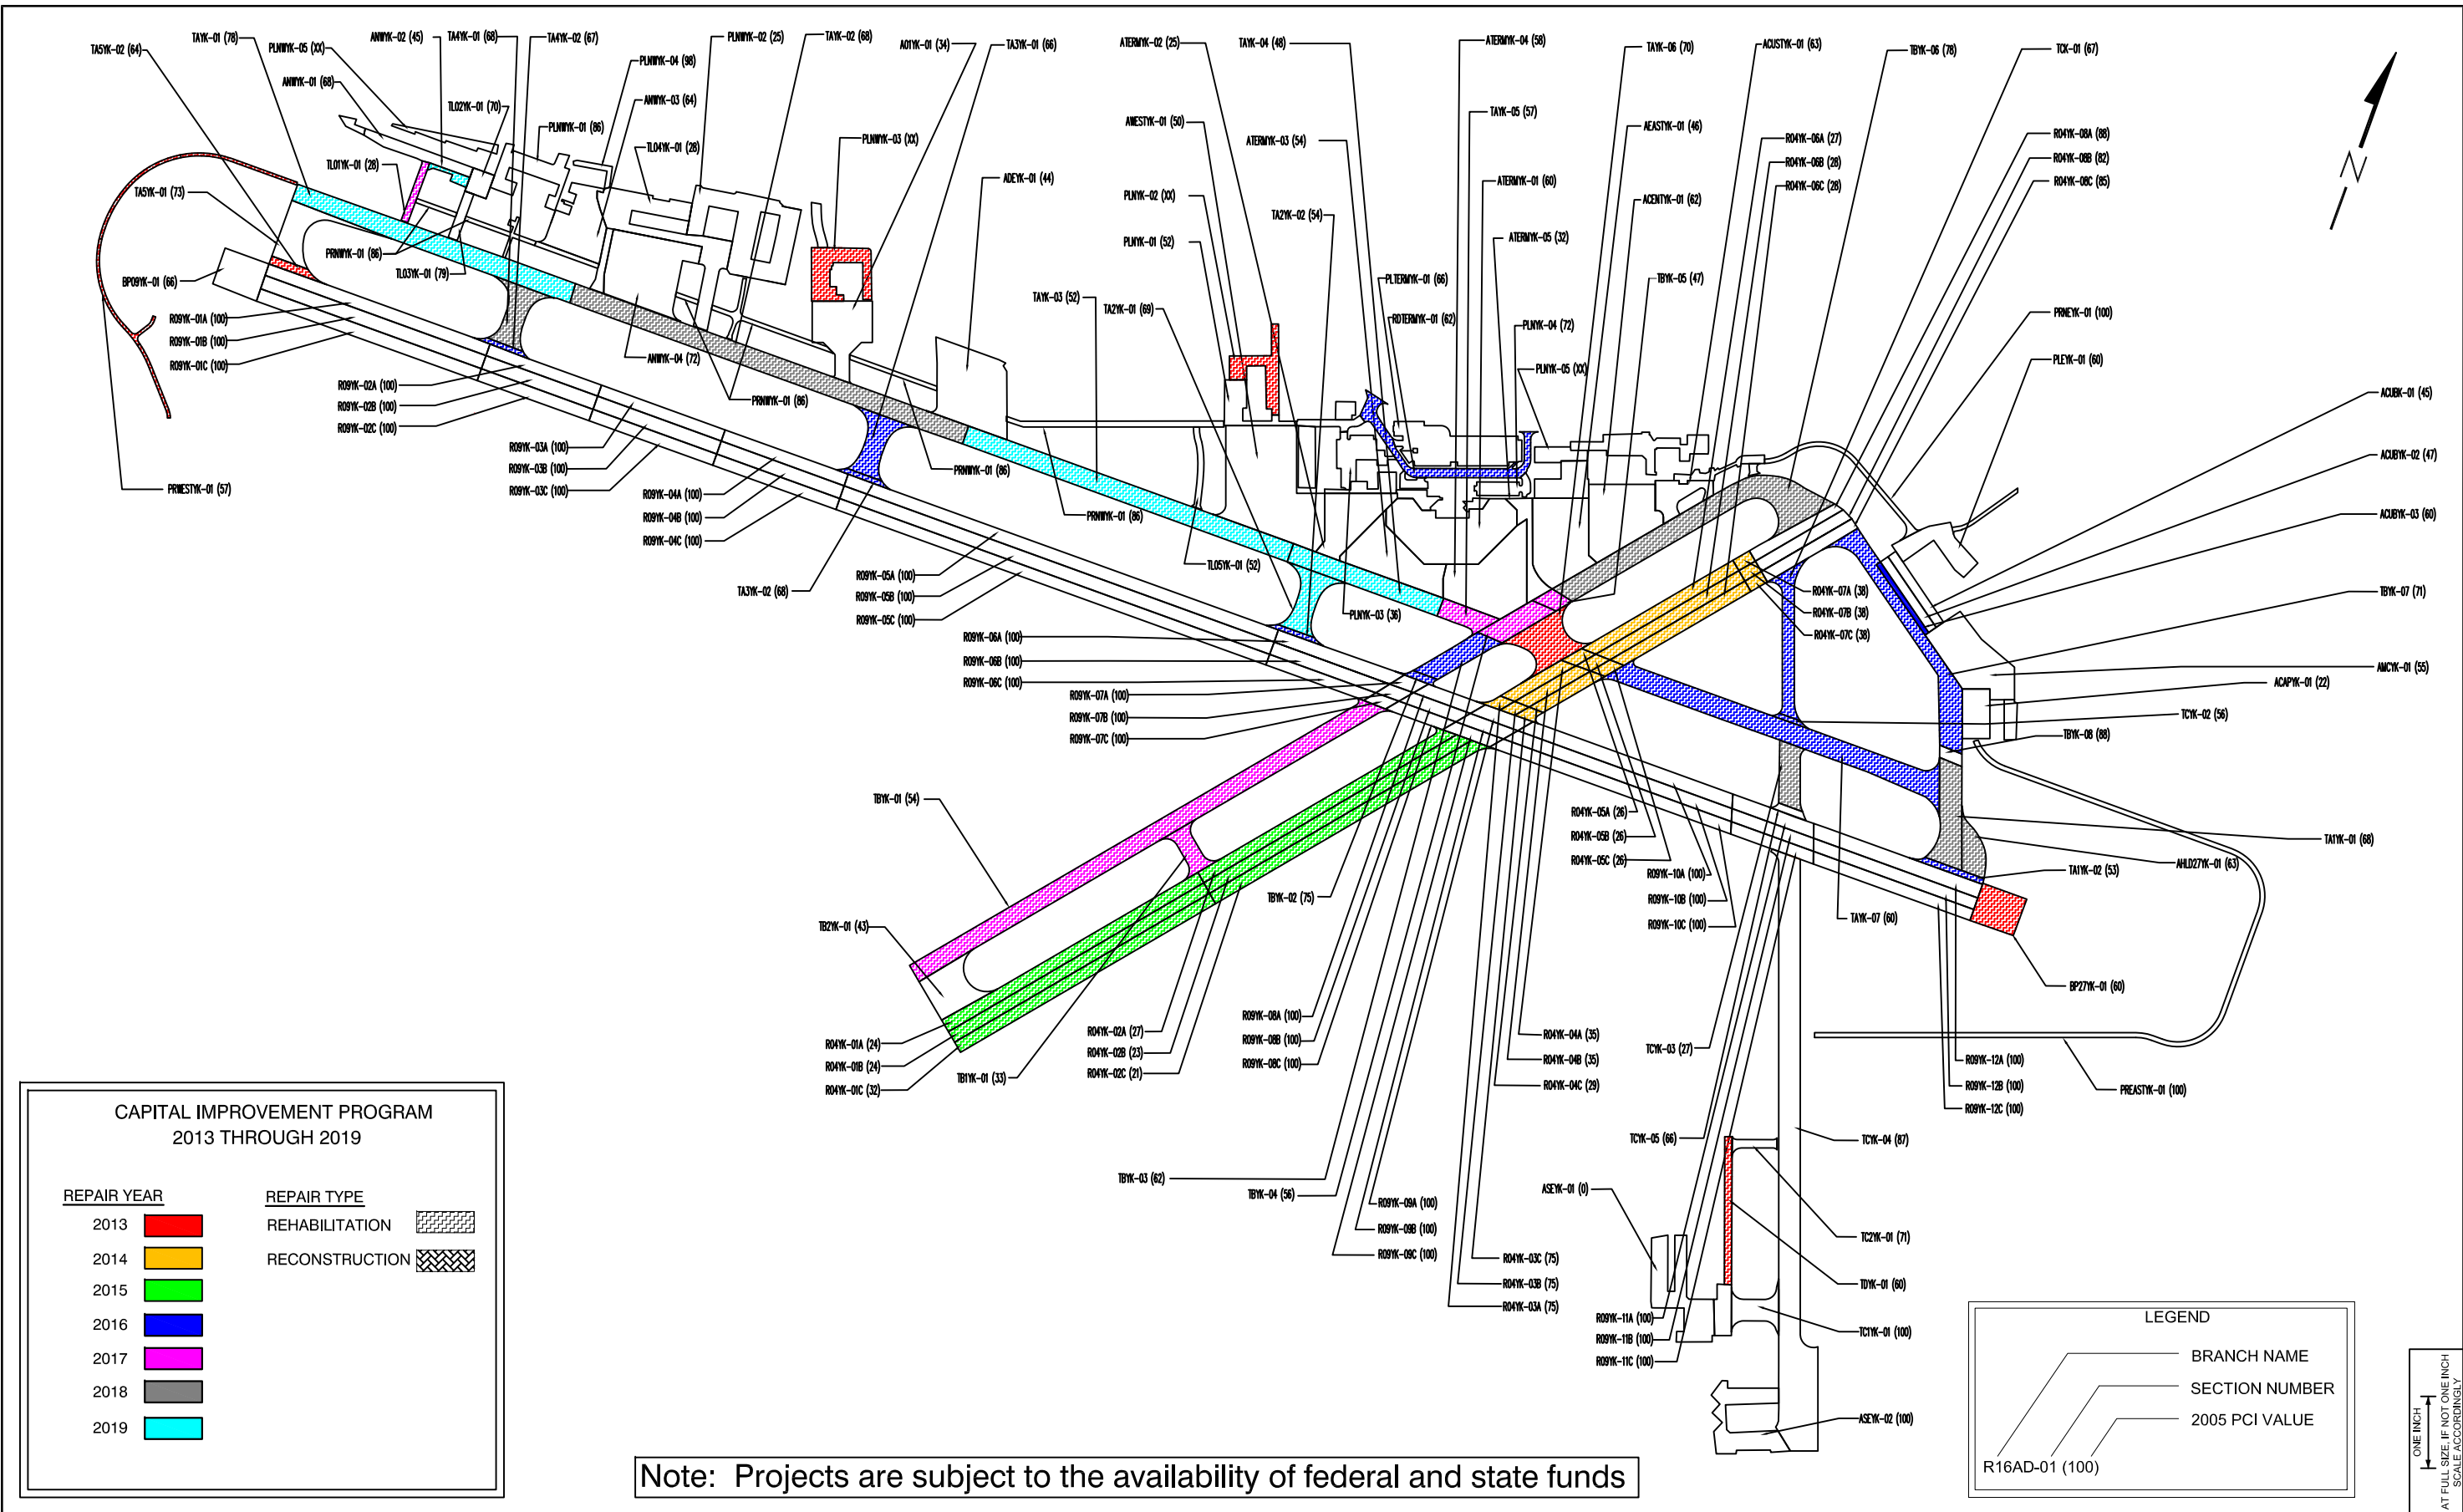 TA5YK-02 (64)
TAYK-01 (78)
PLNWYK-05 (XX)
ANWYK-02 (45)
TA4YK-01 (68)
TA4YK-02 (67)
PLNWYK-02 (25)
TAYK-02 (68)
A01YK-01 (34)
TA3YK-01 (66)
ATERMYK-02 (25)
TAYK-04 (48)
ATERMYK-04 (58)
TAYK-06 (70)
ACUSTYK-01 (63)
TBYK-06 (78)
TCK-01 (67)
ANWYK-01 (68)
PLNWYK-04 (98)
TL02YK-01 (70)
ANWYK-03 (64)
PLNWYK-01 (86)
TL04YK-01 (28)
PLNWYK-03 (XX)
AWESTYK-01 (50)
ATERMYK-03 (54)
TAYK-05 (57)
AEASTYK-01 (46)
R04YK-06A (27)
R04YK-06B (28)
R04YK-06C (28)
R04YK-08A (88)
R04YK-08B (82)
R04YK-08C (85)
N
TL01YK-01 (28)
TA5YK-01 (73)
ADEYK-01 (44)
PLNYK-02 (XX)
PLNYK-01 (52)
TA2YK-02 (54)
ATERMYK-01 (60)
ACENTYK-01 (62)
ATERMYK-05 (32)
PRNWYK-01 (86)
TL03YK-01 (79)
BP09YK-01 (66)
PLTERMYK-01 (66)
TBYK-05 (47)
TAYK-03 (52)
TA2YK-01 (69)
RDTERMYK-01 (62)
PLNYK-04 (72)
PLNYK-05 (XX)
PRNEYK-01 (100)
PLEYK-01 (60)
R09YK-01A (100)
R09YK-01B (100)
R09YK-01C (100)
ANWYK-04 (72)
PRNWYK-01 (86)
R09YK-02A (100)
R09YK-02B (100)
R09YK-02C (100)
ACUBK-01 (45)
ACUBYK-02 (47)
ACUBYK-03 (60)
R09YK-03A (100)
R09YK-03B (100)
R09YK-03C (100)
PRWESTYK-01 (57)
PRNWYK-01 (86)
R09YK-04A (100)
R09YK-04B (100)
R09YK-04C (100)
PRNWYK-01 (86)
TL05YK-01 (52)
TA3YK-02 (68)
R09YK-05A (100)
R09YK-05B (100)
R09YK-05C (100)
PLNYK-03 (36)
R04YK-07A (38)
R04YK-07B (38)
R04YK-07C (38)
TBYK-07 (71)
R09YK-06A (100)
R09YK-06B (100)
R09YK-06C (100)
AMCYK-01 (55)
ACAPYK-01 (22)
R09YK-07A (100)
R09YK-07B (100)
R09YK-07C (100)
TCYK-02 (56)
TBYK-08 (88)
TBYK-01 (54)
R04YK-05A (26)
R04YK-05B (26)
R04YK-05C (26)
TA1YK-01 (68)
AHLD27YK-01 (63)
TA1YK-02 (53)
R09YK-10A (100)
R09YK-10B (100)
R09YK-10C (100)
TBYK-02 (75)
TAYK-07 (60)
TB2YK-01 (43)
BP27YK-01 (60)
R04YK-01A (24)
R04YK-01B (24)
R04YK-01C (32)
TB1YK-01 (33)
R04YK-02A (27)
R04YK-02B (23)
R04YK-02C (21)
R09YK-08A (100)
R09YK-08B (100)
R09YK-08C (100)
R04YK-04A (35)
R04YK-04B (35)
R04YK-04C (29)
TCYK-03 (27)
R09YK-12A (100)
R09YK-12B (100)
R09YK-12C (100)
PREASTYK-01 (100)
TCYK-05 (66)
TCYK-04 (87)
TBYK-03 (62)
TBYK-04 (56)
R09YK-09A (100)
R09YK-09B (100)
R09YK-09C (100)
ASEYK-01 (0)
TC2YK-01 (71)
R04YK-03C (75)
R04YK-03B (75)
R04YK-03A (75)
TDYK-01 (60)
R09YK-11A (100)
R09YK-11B (100)
R09YK-11C (100)
TC1YK-01 (100)
ASEYK-02 (100)
CAPITAL IMPROVEMENT PROGRAM
2013 THROUGH 2019
REPAIR YEAR
2013
2014
2015
2016
2017
2018
2019
REPAIR TYPE
REHABILITATION
RECONSTRUCTION
Note: Projects are subject to the availability of federal and state funds
LEGEND
BRANCH NAME
SECTION NUMBER
2005 PCI VALUE
R16AD-01 (100)
ONE INCH
AT FULL SIZE, IF NOT ONE INCH
SCALE ACCORDINGLY